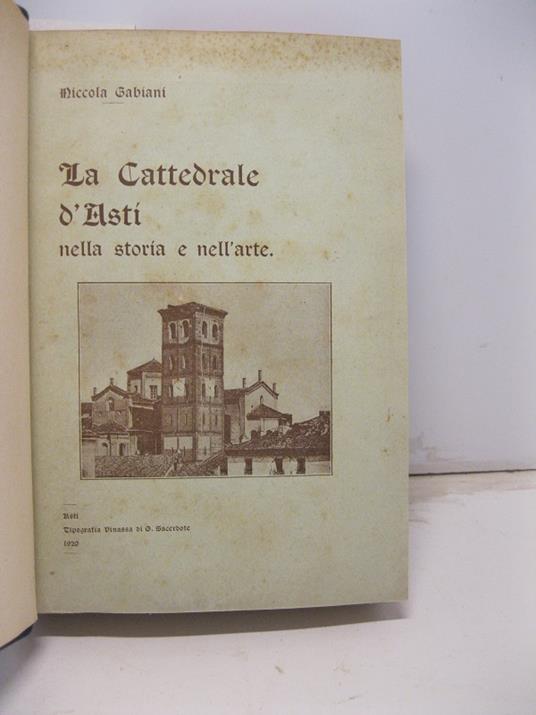 Niccola Gabiani
La Cattedrale
d'Asti
nella storia e nell'arte.
Asti
Tipografia Vinassa di G. Sacerdote
1920